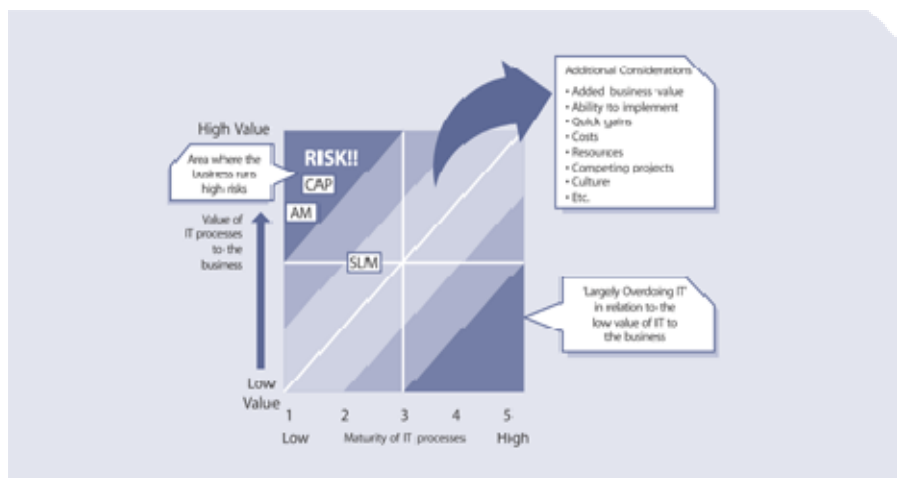 Additional Considerations
• Added business value
• Ability to implement
• Quick gains
• Costs
• Resources
• Competing projects
• Culture
• Etc.
High Value
Area where the
business runs
high risks
RISK!!
CAP
AM
Value of
IT processes
to the
business
SLM
'Largely Overdoing IT'
in relation to the
low value of IT to
the business
Low
Value
1 2 3 4 5
Low Maturity of IT processes High